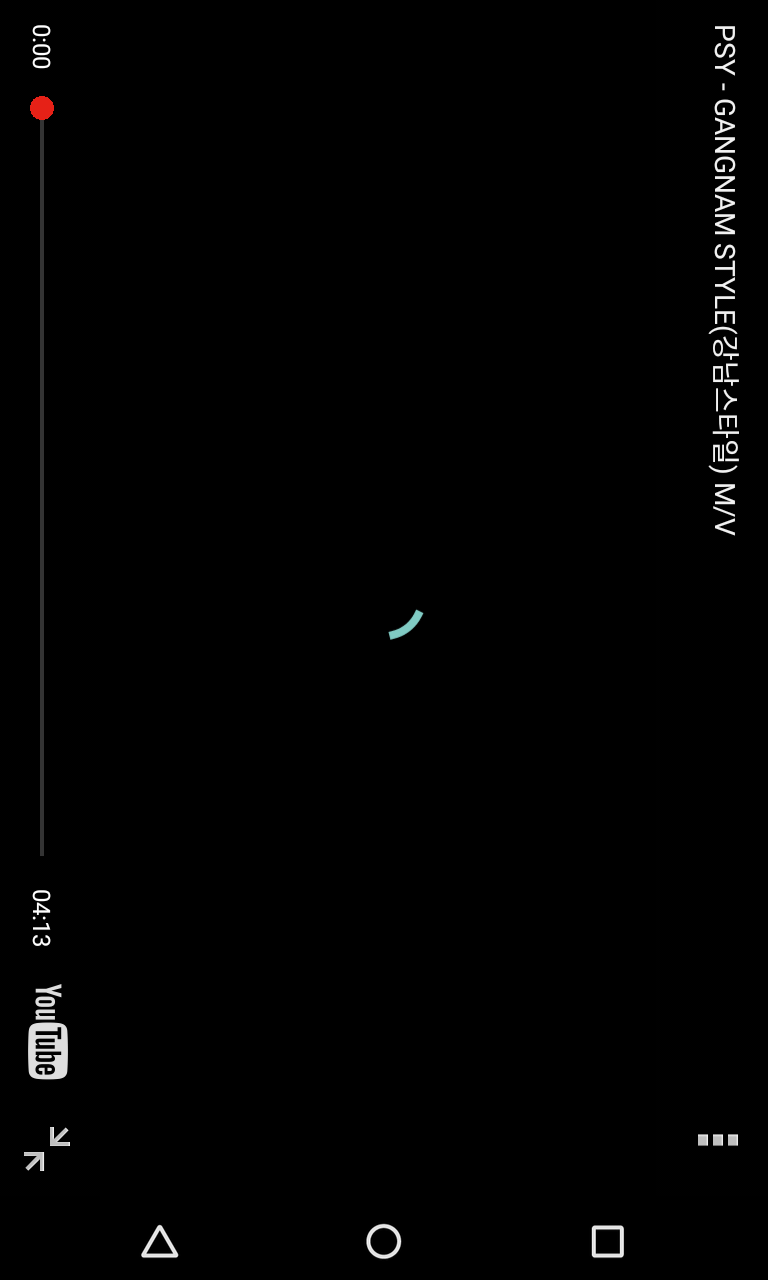 PSY - GANGNAM STYLE(강남스타일) M/V
0:00
04:13
YouTube